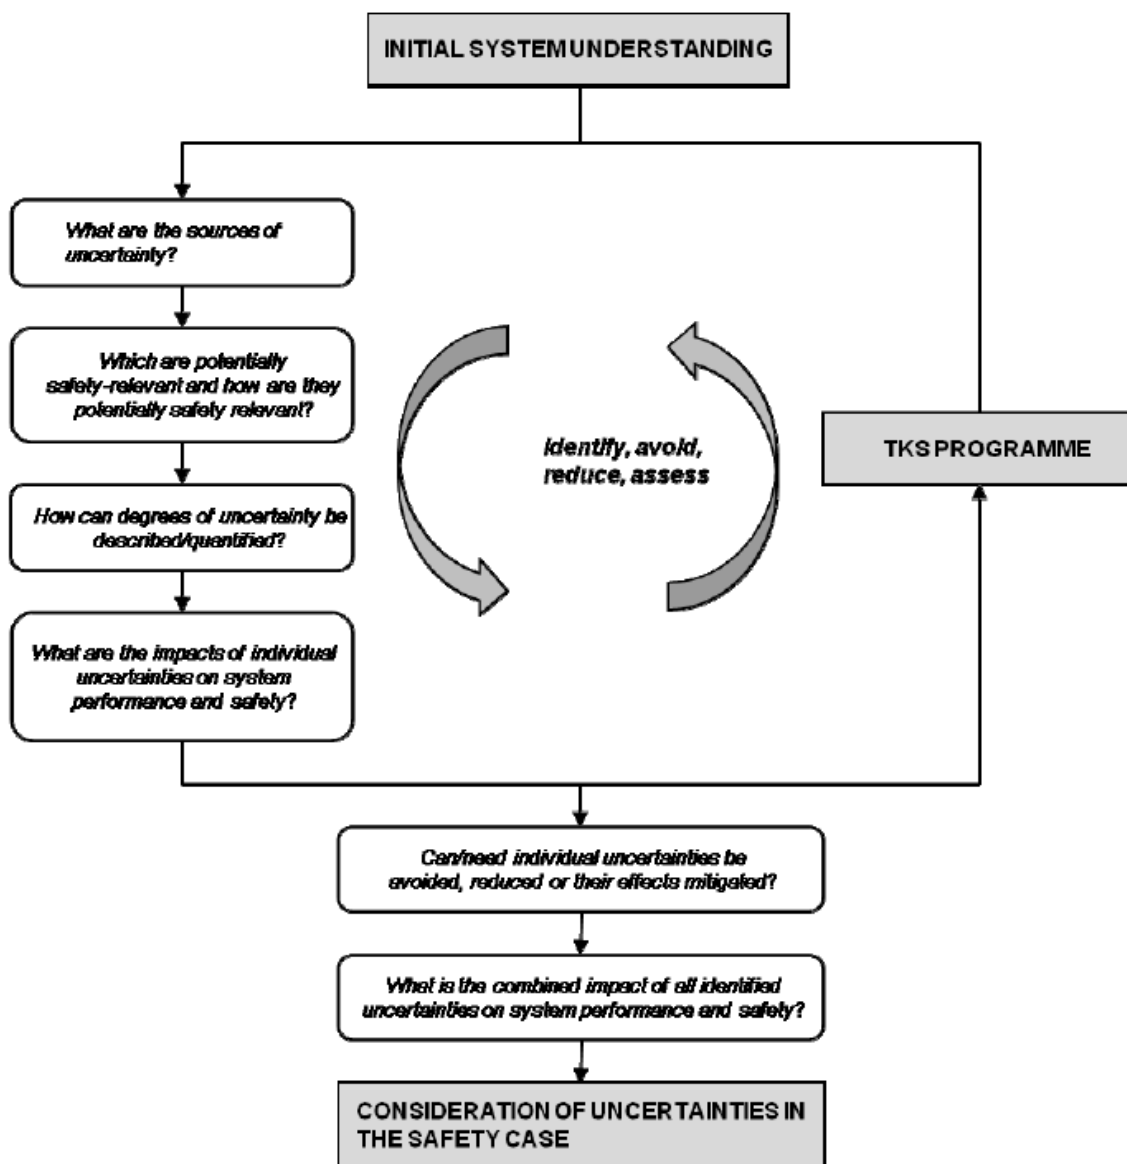 INITIAL SYSTEM UNDERSTANDING
What are the sources of
uncertainty?
Which are potentially
safety-relevant and how are they
potentially safety relevant?
How can degrees of uncertainty be
described/quantified?
What are the impacts of individual
uncertainties on system
performance and safety?
Identify, avoid,
reduce, assess
TKS PROGRAMME
Can/need individual uncertainties be
avoided, reduced or their effects mitigated?
What is the combined impact of all identified
uncertainties on system performance and safety?
CONSIDERATION OF UNCERTAINTIES IN
THE SAFETY CASE